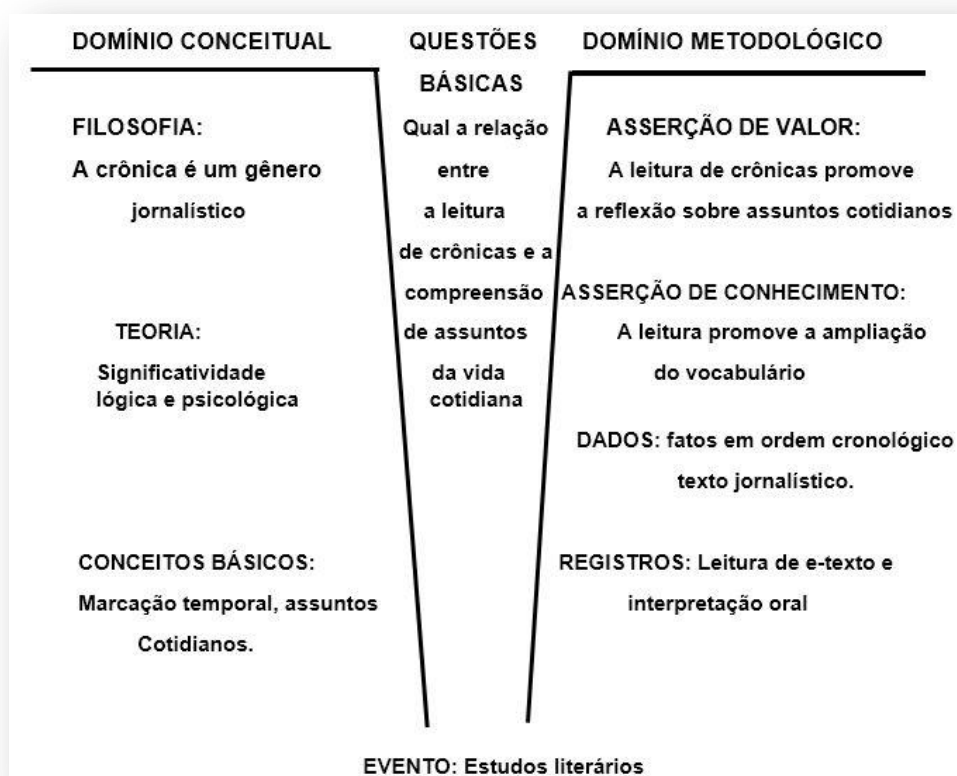 DOMÍNIO CONCEITUAL
FILOSOFIA:
A crônica é um gênero
jornalístico
TEORIA:
Significatividade
lógica e psicológica
CONCEITOS BÁSICOS:
Marcação temporal, assuntos
Cotidianos.
QUESTÕES
BÁSICAS
Qual a relação
entre
a leitura
de crônicas e a
compreensão
de assuntos
da vida
cotidiana
DOMÍNIO METODOLÓGICO
ASSERÇÃO DE VALOR:
A leitura de crônicas promove
a reflexão sobre assuntos cotidianos
ASSERÇÃO DE CONHECIMENTO:
A leitura promove a ampliação
do vocabulário
DADOS: fatos em ordem cronológico
texto jornalístico.
REGISTROS: Leitura de e-texto e
interpretação oral
EVENTO: Estudos literários